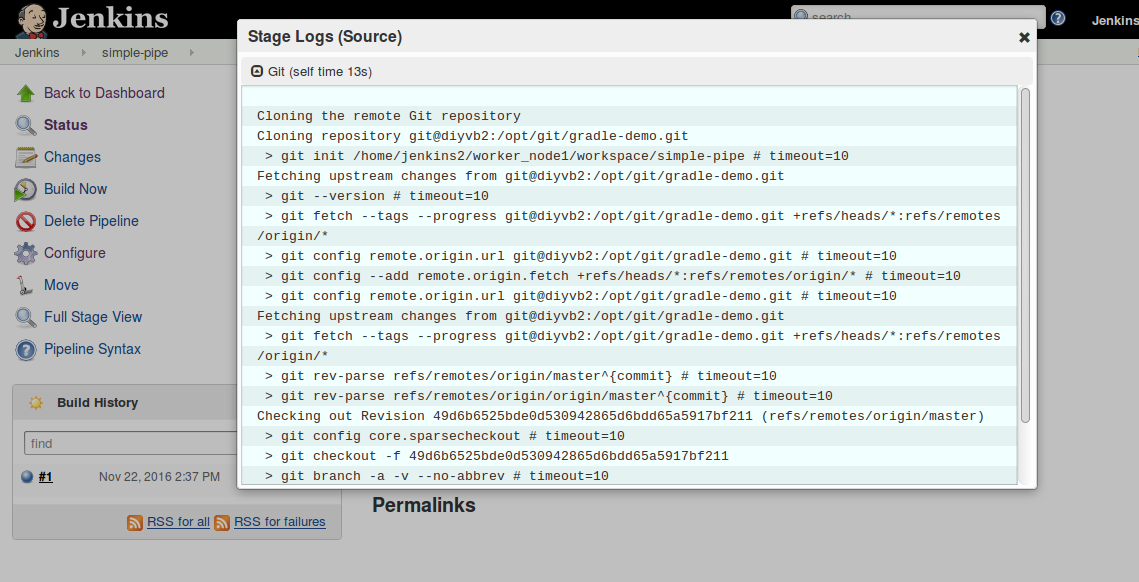 Jenkins
search
Jenkins
Jenkins
simple-pipe
Stage Logs (Source)
Git (self time 13s)
Back to Dashboard
Status
Changes
Build Now
Delete Pipeline
Configure
Move
Full Stage View
Pipeline Syntax
Build History
find
#1
Nov 22, 2016 2:37 PM
RSS for all
RSS for failures
Cloning the remote Git repository
Cloning repository git@diyvb2:/opt/git/gradle-demo.git
> git init /home/jenkins2/worker_node1/workspace/simple-pipe # timeout=10
Fetching upstream changes from git@diyvb2:/opt/git/gradle-demo.git
> git --version # timeout=10
> git fetch --tags --progress git@diyvb2:/opt/git/gradle-demo.git +refs/heads/*:refs/remotes
/origin/*
> git config remote.origin.url git@diyvb2:/opt/git/gradle-demo.git # timeout=10
> git config --add remote.origin.fetch +refs/heads/*:refs/remotes/origin/* # timeout=10
> git config remote.origin.url git@diyvb2:/opt/git/gradle-demo.git # timeout=10
Fetching upstream changes from git@diyvb2:/opt/git/gradle-demo.git
> git fetch --tags --progress git@diyvb2:/opt/git/gradle-demo.git +refs/heads/*:refs/remotes
/origin/*
> git rev-parse refs/remotes/origin/master^{commit} # timeout=10
> git rev-parse refs/remotes/origin/origin/master^{commit} # timeout=10
Checking out Revision 49d6b6525bde0d530942865d6bdd65a5917bf211 (refs/remotes/origin/master)
> git config core.sparsecheckout # timeout=10
> git checkout -f 49d6b6525bde0d530942865d6bdd65a5917bf211
> git branch -a -v --no-abbrev # timeout=10
Permalinks